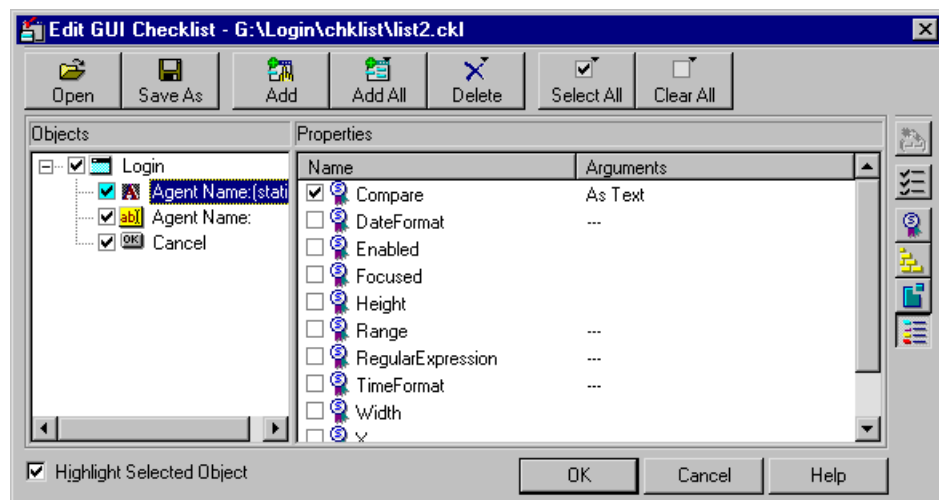 Edit GUI Checklist - G:\Login\chklist\list2.ckl
Open Save As Add Add All Delete Select All Clear All
Objects Properties
Name Arguments
Login
Agent Name:(stati
Agent Name:
OK Cancel
Compare As Text
DateFormat ---
Enabled
Focused
Height
Range ---
RegularExpression ---
TimeFormat ---
Width
X
Highlight Selected Object
OK Cancel Help